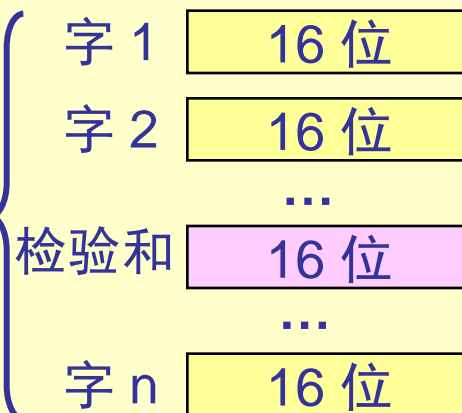 字 1 16 位
字 2 16 位
...
检验和 16 位
...
字 n 16 位